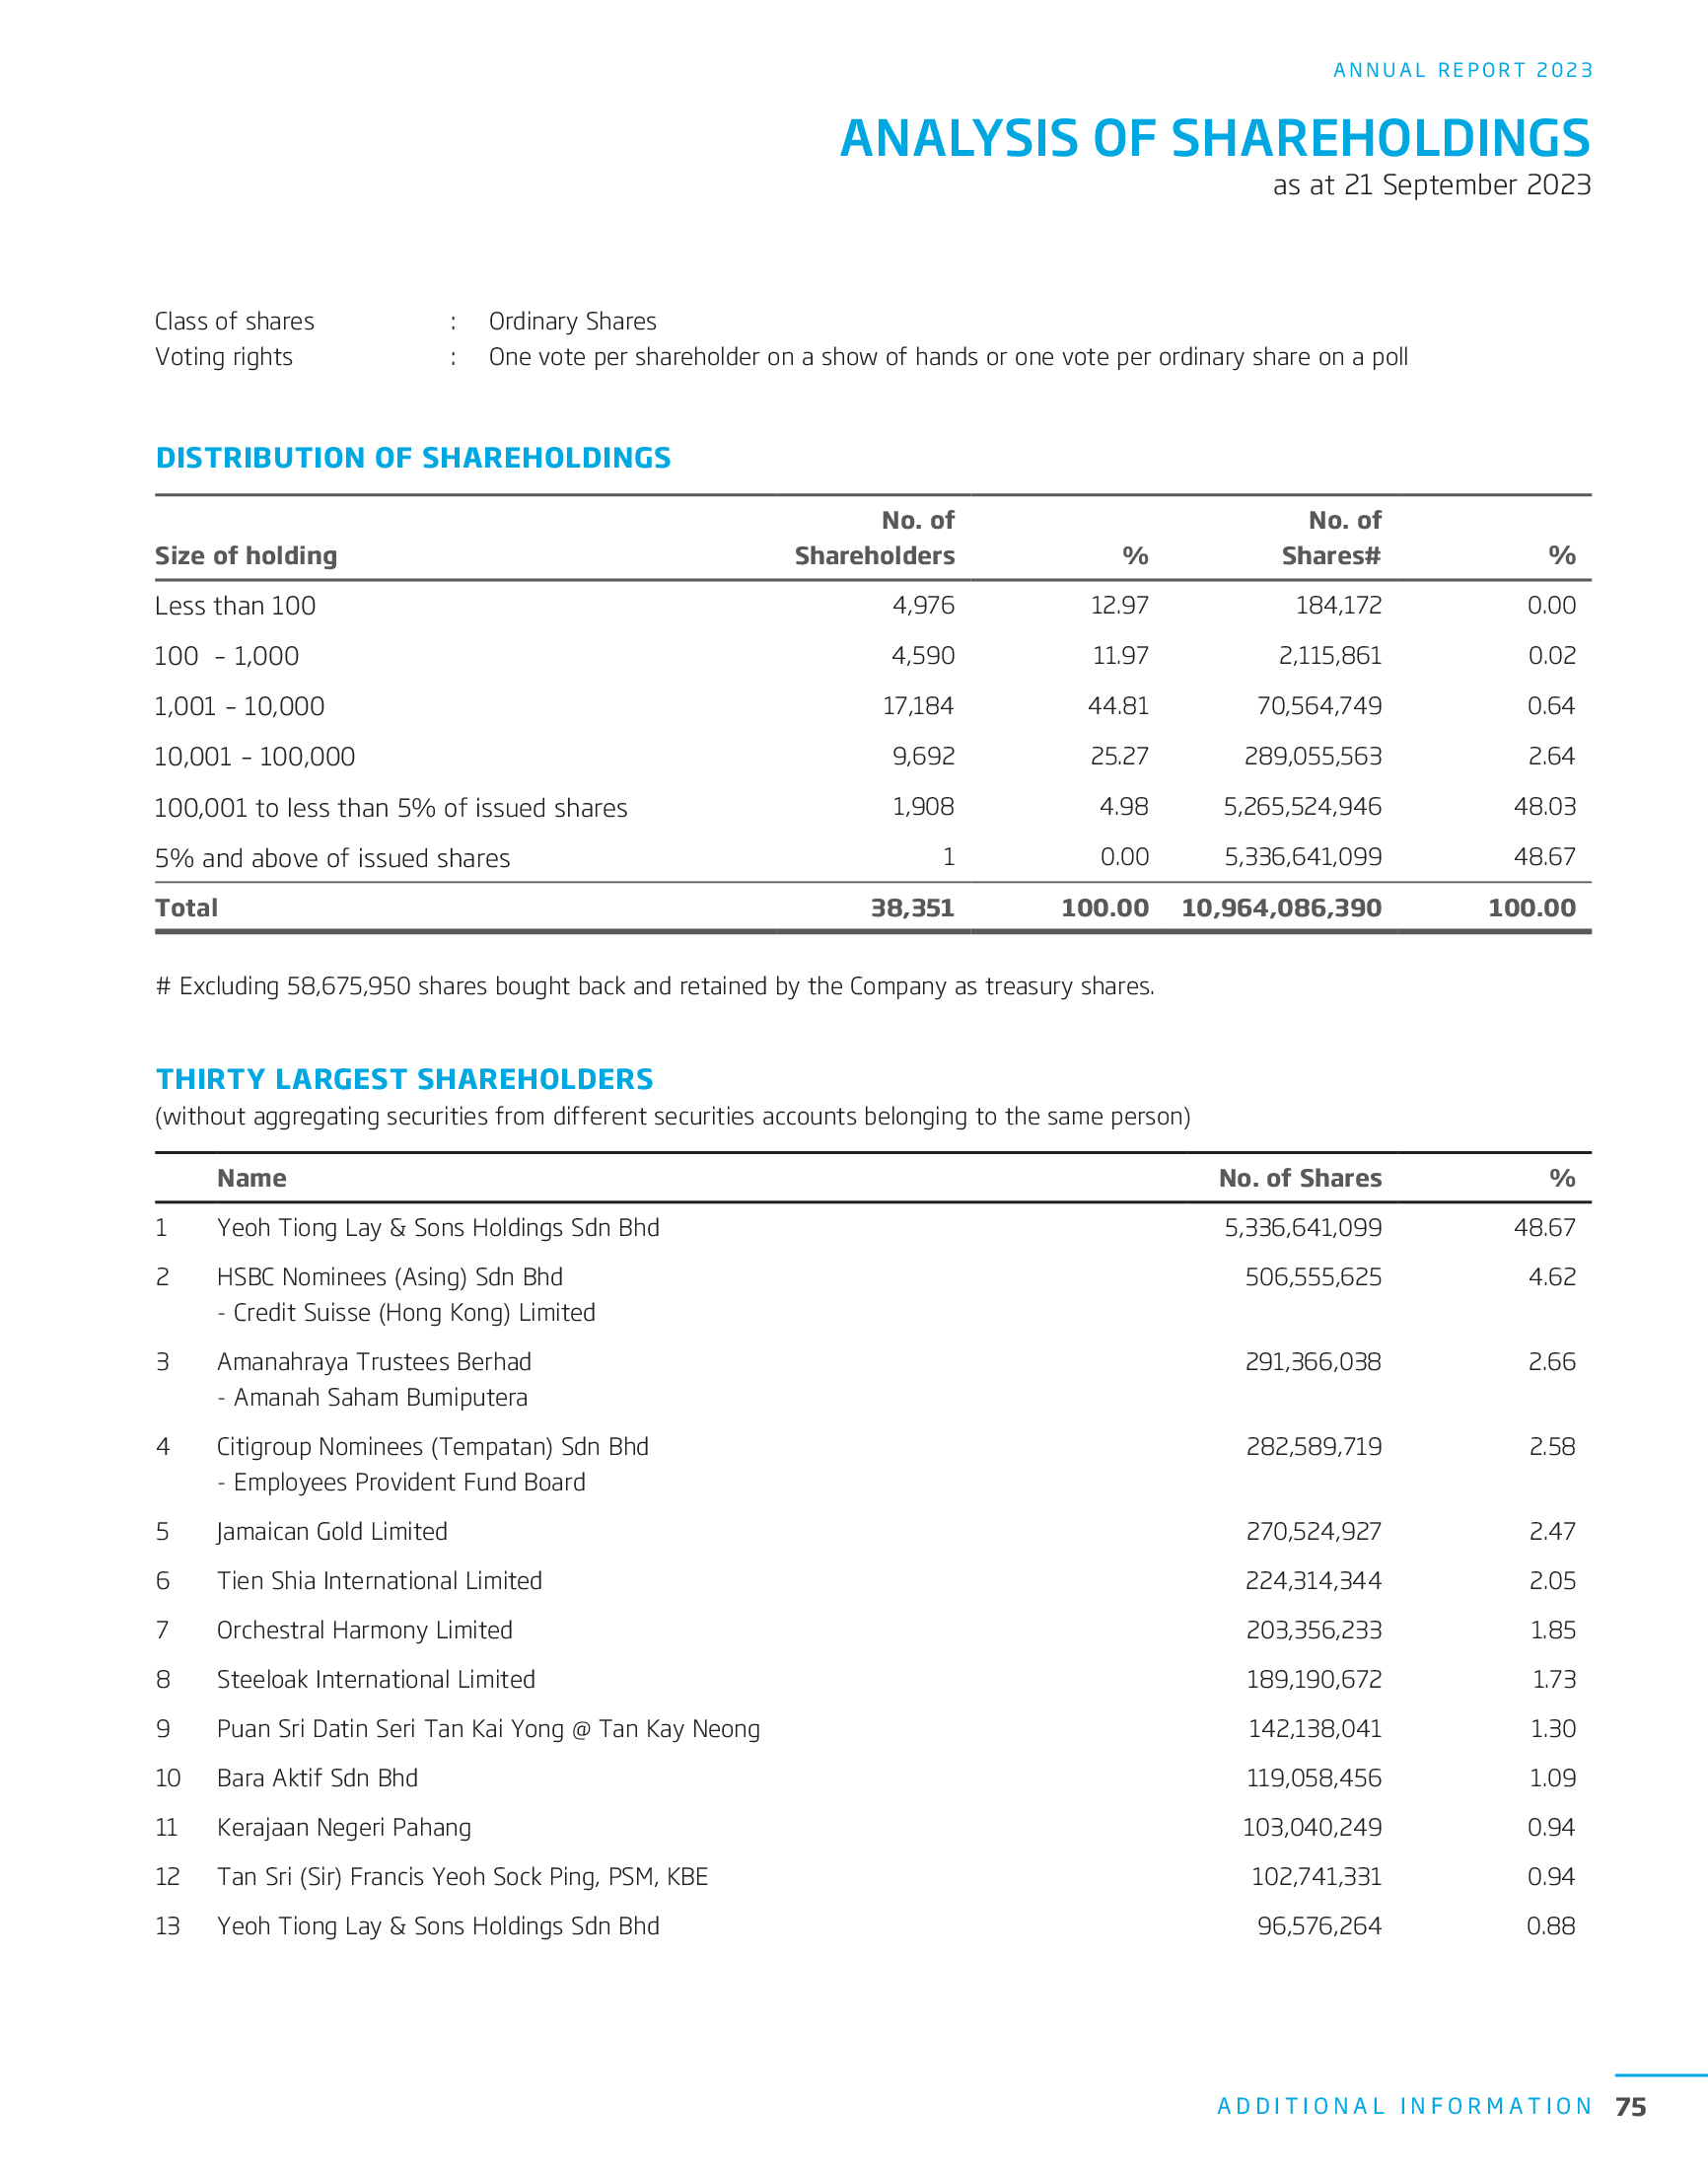 ANNUAL REPORT 2023
ANALYSIS OF SHAREHOLDINGS
as at 21 September 2023
Class of shares : Ordinary Shares
Voting rights : One vote per shareholder on a show of hands or one vote per ordinary share on a poll
DISTRIBUTION OF SHAREHOLDINGS
No. of No. of
Size of holding Shareholders % Shares# %
Less than 100 4,976 12.97 184,172 0.00
100 – 1,000 4,590 11.97 2,115,861 0.02
1,001 – 10,000 17,184 44.81 70,564,749 0.64
10,001 – 100,000 9,692 25.27 289,055,563 2.64
100,001 to less than 5% of issued shares 1,908 4.98 5,265,524,946 48.03
5% and above of issued shares 1 0.00 5,336,641,099 48.67
Total 38,351 100.00 10,964,086,390 100.00
# Excluding 58,675,950 shares bought back and retained by the Company as treasury shares.
THIRTY LARGEST SHAREHOLDERS
(without aggregating securities from different securities accounts belonging to the same person)
Name No. of Shares %
1 Yeoh Tiong Lay & Sons Holdings Sdn Bhd 5,336,641,099 48.67
2 HSBC Nominees (Asing) Sdn Bhd 506,555,625 4.62
- Credit Suisse (Hong Kong) Limited
3 Amanahraya Trustees Berhad 291,366,038 2.66
- Amanah Saham Bumiputera
4 Citigroup Nominees (Tempatan) Sdn Bhd 282,589,719 2.58
- Employees Provident Fund Board
5 Jamaican Gold Limited 270,524,927 2.47
6 Tien Shia International Limited 224,314,344 2.05
7 Orchestral Harmony Limited 203,356,233 1.85
8 Steeloak International Limited 189,190,672 1.73
9 Puan Sri Datin Seri Tan Kai Yong @ Tan Kay Neong 142,138,041 1.30
10 Bara Aktif Sdn Bhd 119,058,456 1.09
11 Kerajaan Negeri Pahang 103,040,249 0.94
12 Tan Sri (Sir) Francis Yeoh Sock Ping, PSM, KBE 102,741,331 0.94
13 Yeoh Tiong Lay & Sons Holdings Sdn Bhd 96,576,264 0.88
ADDITIONAL INFORMATION 75